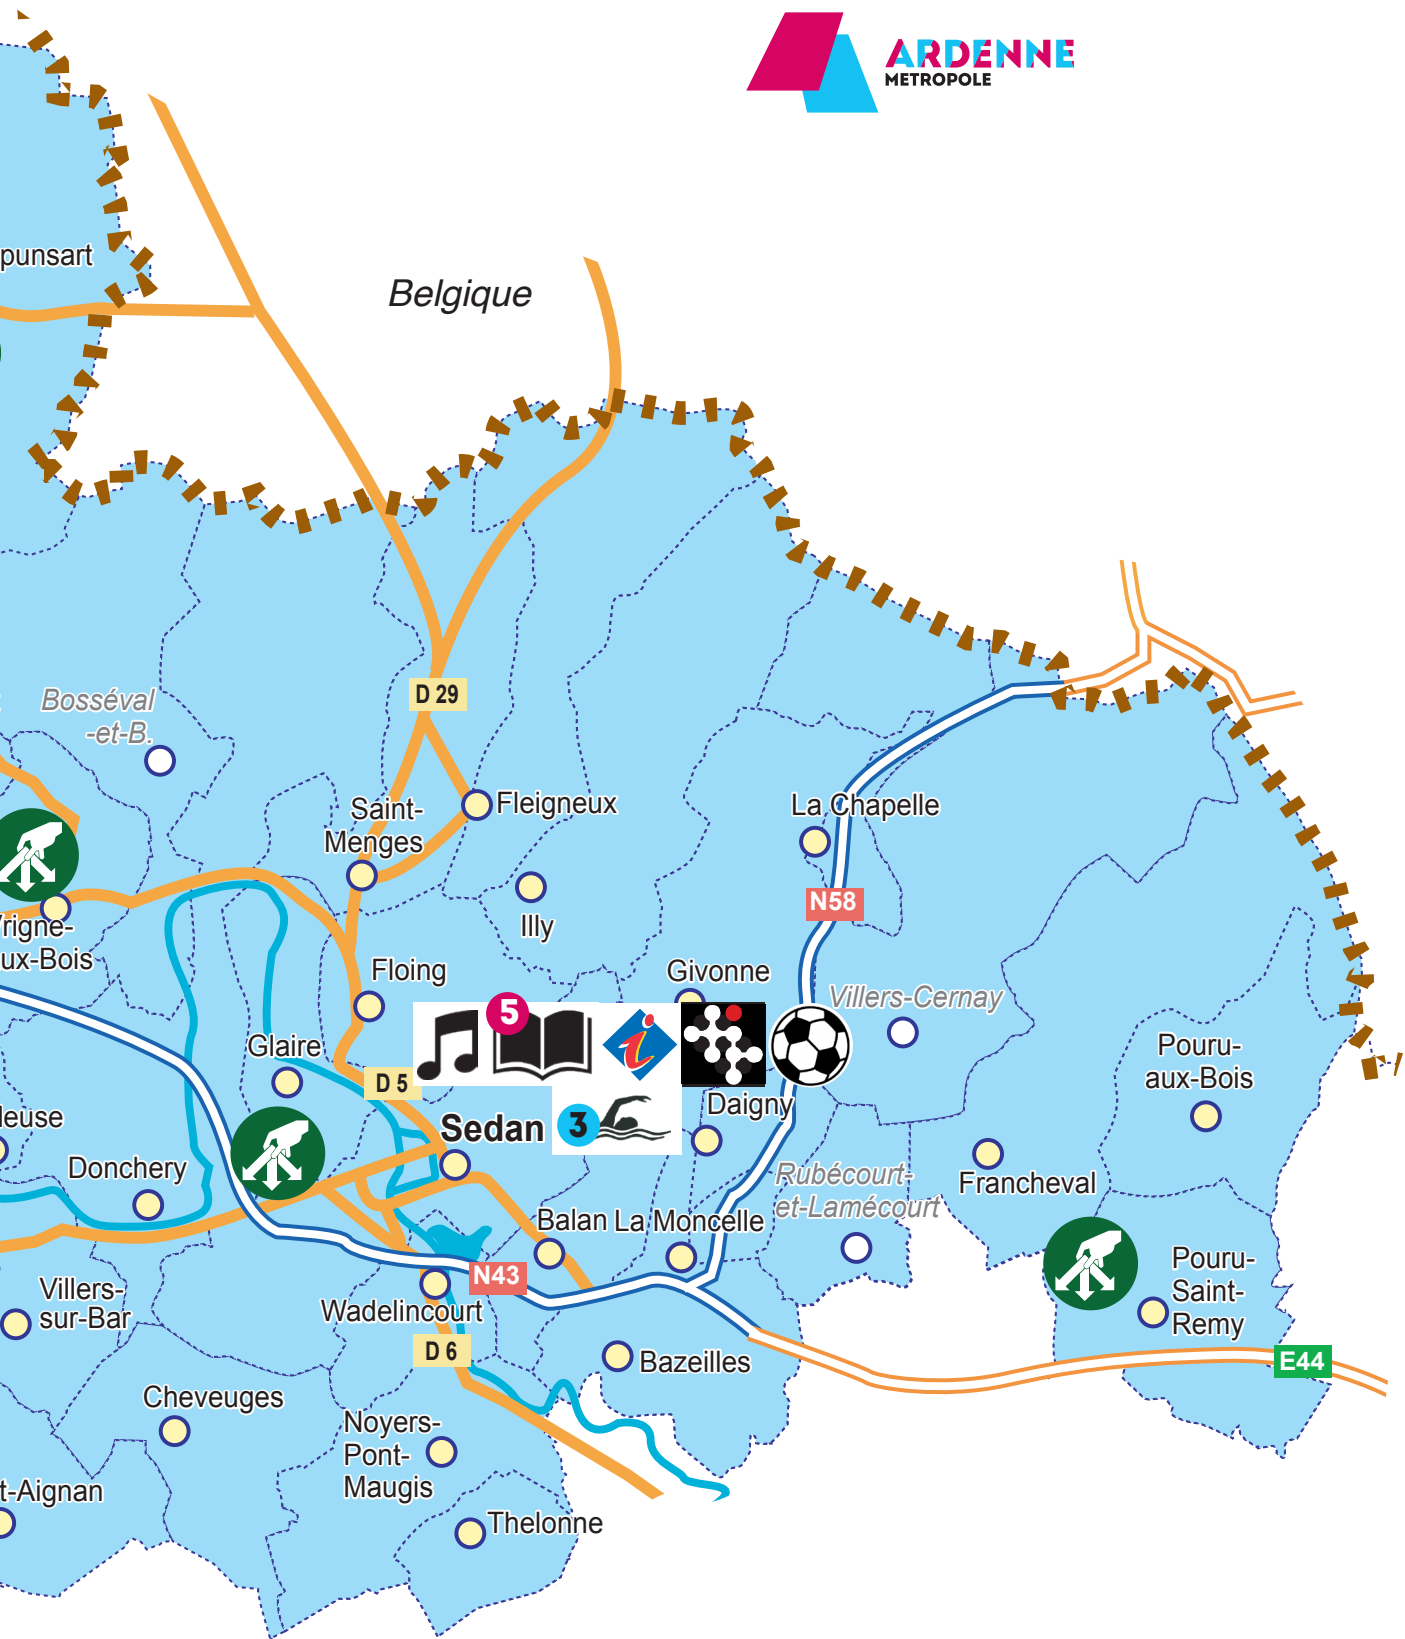 ARDENNE
METROPOLE
punsart
Belgique
D 29
Bosséval
-et-B.
Saint-
Menges
Fleigneux
La Chapelle
N58
Illy
rigne-
ux-Bois
Floing
Givonne
Villers-Cernay
5
Glaire
D 5
Pouru-
aux-Bois
Daigny
3
Sedan
euse
Donchery
Rubécourt-
et-Lamécourt
Francheval
Balan
La Moncelle
N43
Villers-
sur-Bar
Wadelincourt
Pouru-
Saint-
Remy
D 6
Bazeilles
E44
Cheveuges
Noyers-
Pont-
Maugis
t-Aignan
Thelonne